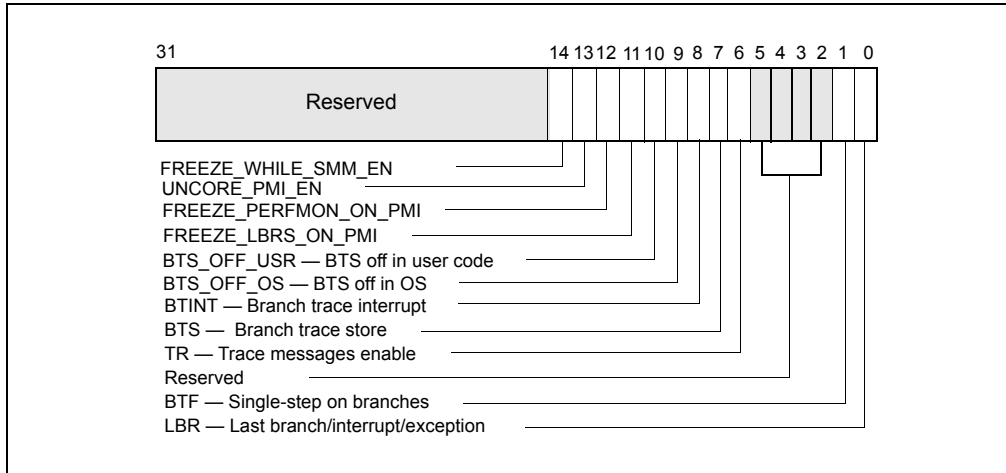 31 14 13 12 11 10 9 8 7 6 5 4 3 2 1 0
Reserved
FREEZE_WHILE_SMM_EN
UNCORE_PMI_EN
FREEZE_PERFMON_ON_PMI
FREEZE_LBRS_ON_PMI
BTS_OFF_USR — BTS off in user code
BTS_OFF_OS — BTS off in OS
BTINT — Branch trace interrupt
BTS — Branch trace store
TR — Trace messages enable
Reserved
BTF — Single-step on branches
LBR — Last branch/interrupt/exception